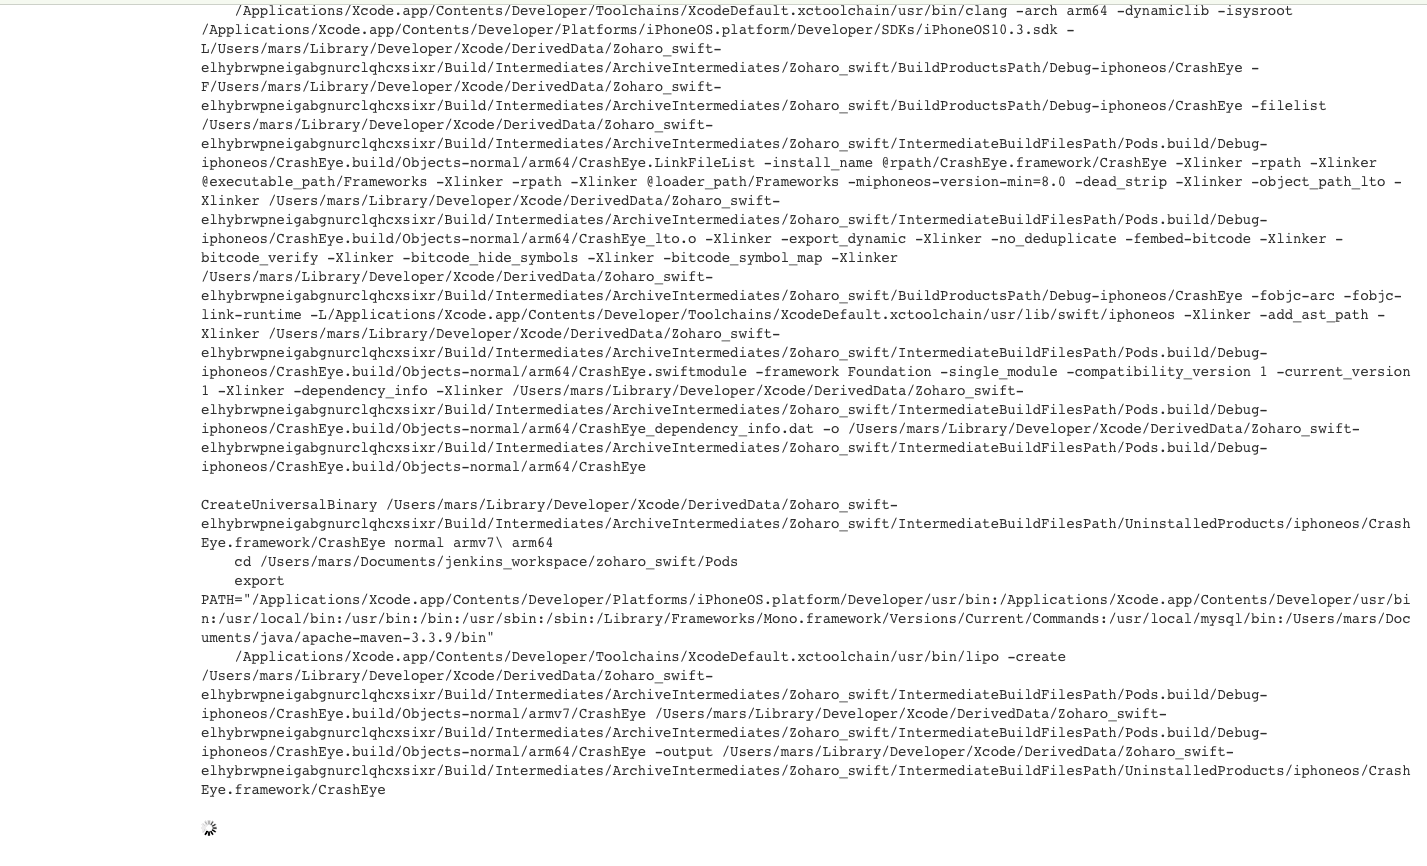 /Applications/Xcode.app/Contents/Developer/Toolchains/XcodeDefault.xctoolchain/usr/bin/clang -arch arm64 -dynamiclib -isysroot
/Applications/Xcode.app/Contents/Developer/Platforms/iPhoneOS.platform/Developer/SDKs/iPhoneOS10.3.sdk -
L/Users/mars/Library/Developer/Xcode/DerivedData/Zoharo_swift-
elhybrwpneigabgnurclqhcxsixr/Build/Intermediates/ArchiveIntermediates/Zoharo_swift/BuildProductsPath/Debug-iphoneos/CrashEye -
F/Users/mars/Library/Developer/Xcode/DerivedData/Zoharo_swift-
elhybrwpneigabgnurclqhcxsixr/Build/Intermediates/ArchiveIntermediates/Zoharo_swift/BuildProductsPath/Debug-iphoneos/CrashEye -filelist
/Users/mars/Library/Developer/Xcode/DerivedData/Zoharo_swift-
elhybrwpneigabgnurclqhcxsixr/Build/Intermediates/ArchiveIntermediates/Zoharo_swift/IntermediateBuildFilesPath/Pods.build/Debug-
iphoneos/CrashEye.build/Objects-normal/arm64/CrashEye.LinkFileList -install_name @rpath/CrashEye.framework/CrashEye -Xlinker -rpath -Xlinker
@executable_path/Frameworks -Xlinker -rpath -Xlinker @loader_path/Frameworks -miphoneos-version-min=8.0 -dead_strip -Xlinker -object_path_lto -
Xlinker /Users/mars/Library/Developer/Xcode/DerivedData/Zoharo_swift-
elhybrwpneigabgnurclqhcxsixr/Build/Intermediates/ArchiveIntermediates/Zoharo_swift/IntermediateBuildFilesPath/Pods.build/Debug-
iphoneos/CrashEye.build/Objects-normal/arm64/CrashEye_lto.o -Xlinker -export_dynamic -Xlinker -no_deduplicate -fembed-bitcode -Xlinker -
bitcode_verify -Xlinker -bitcode_hide_symbols -Xlinker -bitcode_symbol_map -Xlinker
/Users/mars/Library/Developer/Xcode/DerivedData/Zoharo_swift-
elhybrwpneigabgnurclqhcxsixr/Build/Intermediates/ArchiveIntermediates/Zoharo_swift/BuildProductsPath/Debug-iphoneos/CrashEye -fobjc-arc -fobjc-
link-runtime -L/Applications/Xcode.app/Contents/Developer/Toolchains/XcodeDefault.xctoolchain/usr/lib/swift/iphoneos -Xlinker -add_ast_path -
Xlinker /Users/mars/Library/Developer/Xcode/DerivedData/Zoharo_swift-
elhybrwpneigabgnurclqhcxsixr/Build/Intermediates/ArchiveIntermediates/Zoharo_swift/IntermediateBuildFilesPath/Pods.build/Debug-
iphoneos/CrashEye.build/Objects-normal/arm64/CrashEye.swiftmodule -framework Foundation -single_module -compatibility_version 1 -current_version
1 -Xlinker -dependency_info -Xlinker /Users/mars/Library/Developer/Xcode/DerivedData/Zoharo_swift-
elhybrwpneigabgnurclqhcxsixr/Build/Intermediates/ArchiveIntermediates/Zoharo_swift/IntermediateBuildFilesPath/Pods.build/Debug-
iphoneos/CrashEye.build/Objects-normal/arm64/CrashEye_dependency_info.dat -o /Users/mars/Library/Developer/Xcode/DerivedData/Zoharo_swift-
elhybrwpneigabgnurclqhcxsixr/Build/Intermediates/ArchiveIntermediates/Zoharo_swift/IntermediateBuildFilesPath/Pods.build/Debug-
iphoneos/CrashEye.build/Objects-normal/arm64/CrashEye

CreateUniversalBinary /Users/mars/Library/Developer/Xcode/DerivedData/Zoharo_swift-
elhybrwpneigabgnurclqhcxsixr/Build/Intermediates/ArchiveIntermediates/Zoharo_swift/IntermediateBuildFilesPath/UninstalledProducts/iphoneos/Crash
Eye.framework/CrashEye normal armv7\ arm64
cd /Users/mars/Documents/jenkins_workspace/zoharo_swift/Pods
export
PATH="/Applications/Xcode.app/Contents/Developer/Platforms/iPhoneOS.platform/Developer/usr/bin:/Applications/Xcode.app/Contents/Developer/usr/bi
n:/usr/local/bin:/usr/bin:/bin:/usr/sbin:/sbin:/Library/Frameworks/Mono.framework/Versions/Current/Commands:/usr/local/mysql/bin:/Users/mars/Doc
uments/java/apache-maven-3.3.9/bin"
/Applications/Xcode.app/Contents/Developer/Toolchains/XcodeDefault.xctoolchain/usr/bin/lipo -create
/Users/mars/Library/Developer/Xcode/DerivedData/Zoharo_swift-
elhybrwpneigabgnurclqhcxsixr/Build/Intermediates/ArchiveIntermediates/Zoharo_swift/IntermediateBuildFilesPath/Pods.build/Debug-
iphoneos/CrashEye.build/Objects-normal/armv7/CrashEye /Users/mars/Library/Developer/Xcode/DerivedData/Zoharo_swift-
elhybrwpneigabgnurclqhcxsixr/Build/Intermediates/ArchiveIntermediates/Zoharo_swift/IntermediateBuildFilesPath/Pods.build/Debug-
iphoneos/CrashEye.build/Objects-normal/arm64/CrashEye -output /Users/mars/Library/Developer/Xcode/DerivedData/Zoharo_swift-
elhybrwpneigabgnurclqhcxsixr/Build/Intermediates/ArchiveIntermediates/Zoharo_swift/IntermediateBuildFilesPath/UninstalledProducts/iphoneos/Crash
Eye.framework/CrashEye